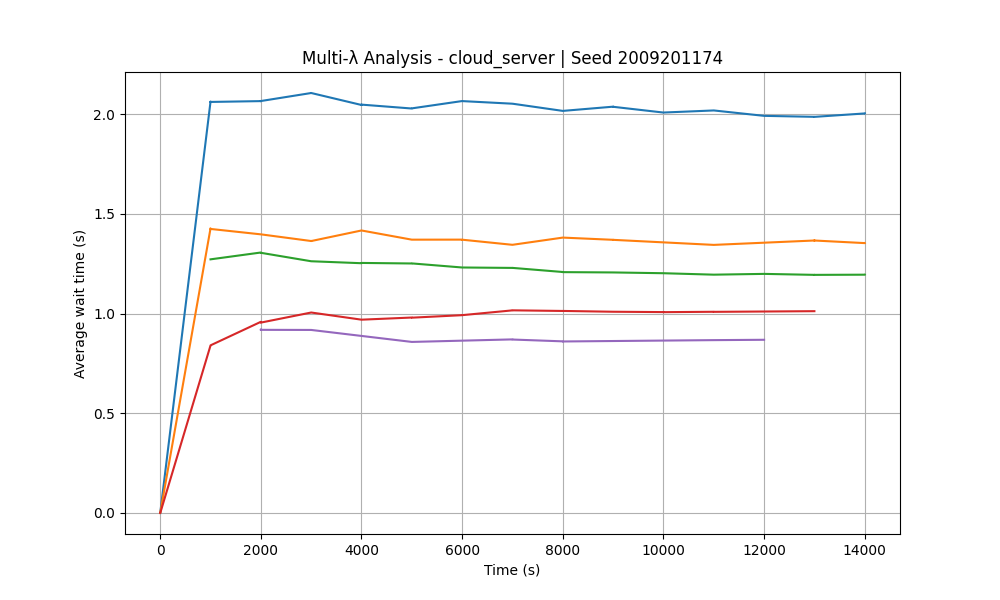 Multi-λ Analysis - cloud_server | Seed 2009201174
Average wait time (s)
2.0
1.5
1.0
0.5
0.0
0 2000 4000 6000 8000 10000 12000 14000
Time (s)